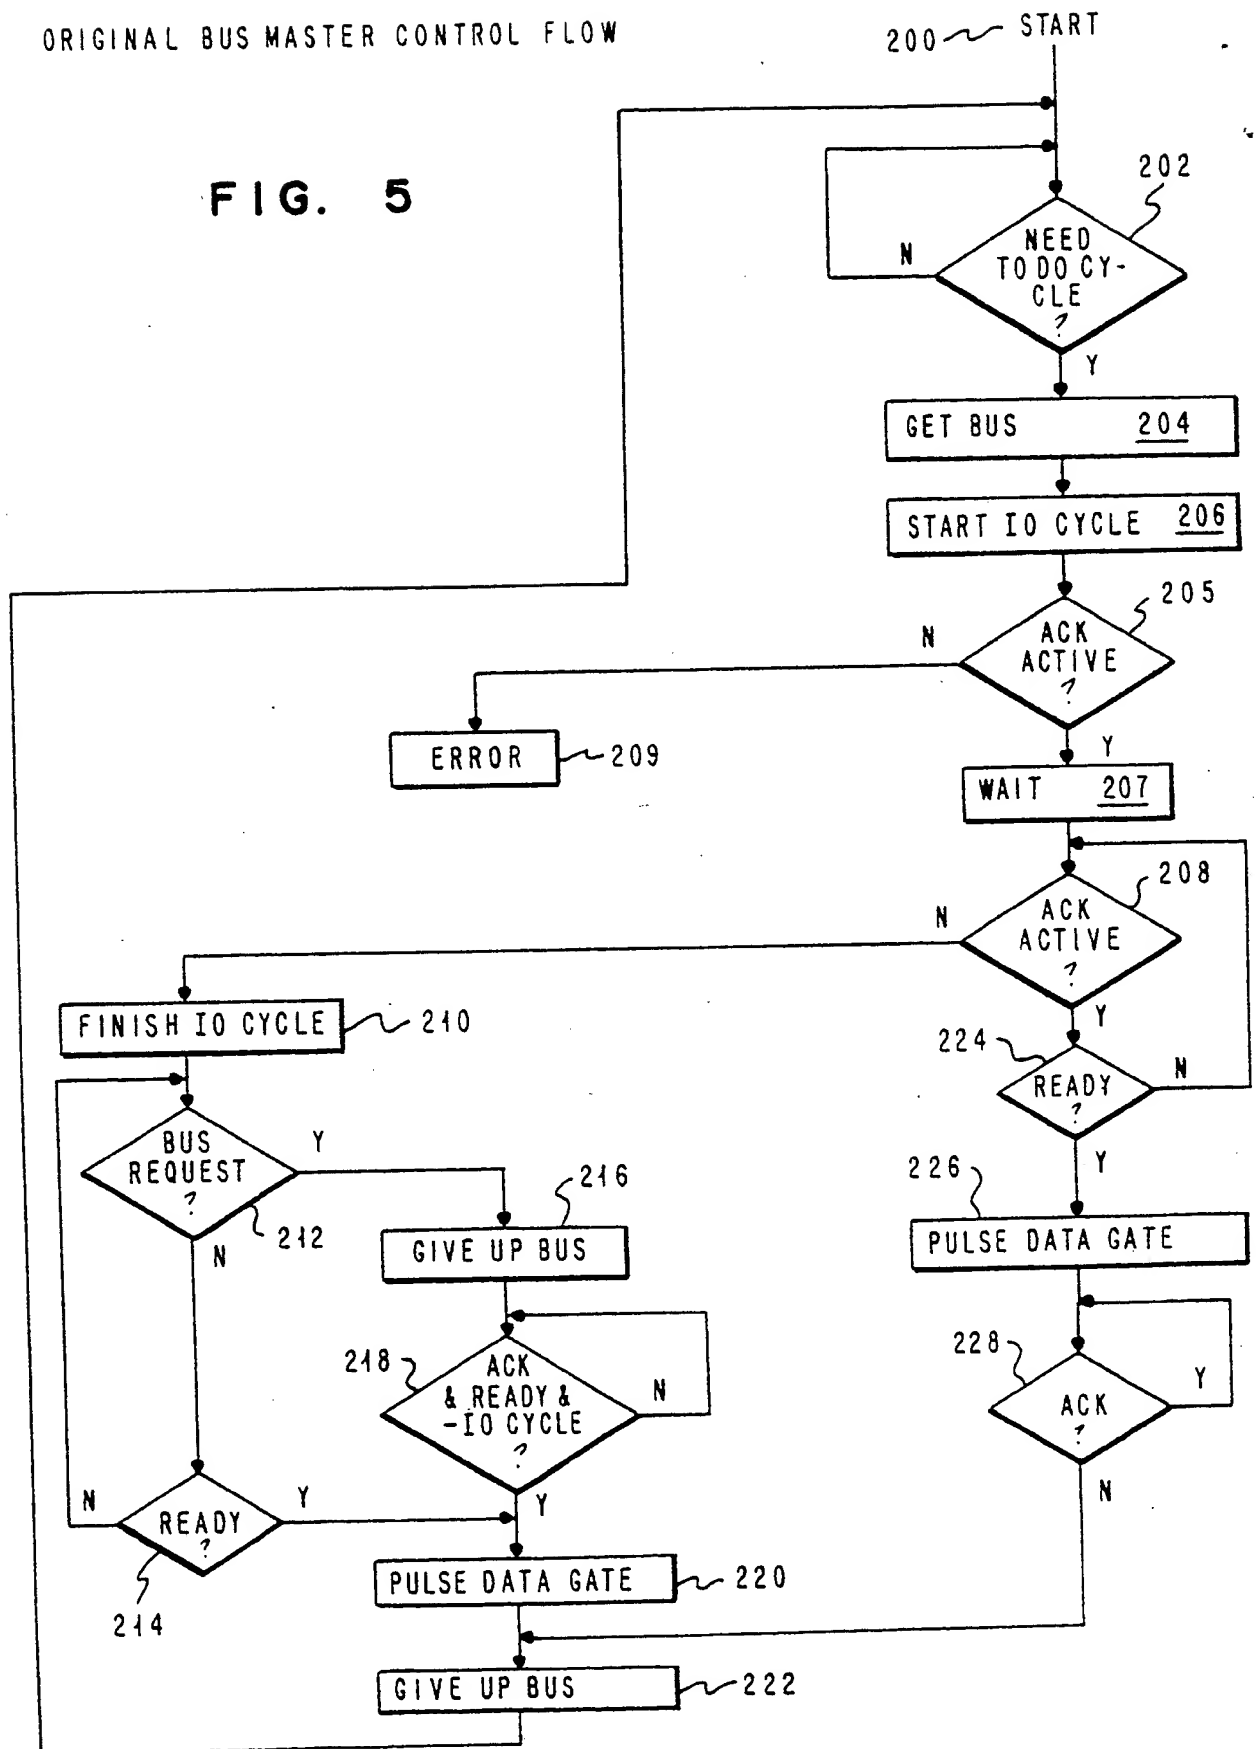 ORIGINAL BUS MASTER CONTROL FLOW
200
START
FIG. 5
202
NEED
TO DO CY-
CLE
?
N
Y
GET BUS 204
START IO CYCLE 206
205
ACK
ACTIVE
?
N
Y
ERROR
209
WAIT 207
208
ACK
ACTIVE
?
N
Y
FINISH IO CYCLE
210
224
READY
?
N
Y
BUS
REQUEST
?
Y
N
212
216
GIVE UP BUS
226
PULSE DATA GATE
218
ACK
& READY &
-IO CYCLE
?
N
Y
228
ACK
?
Y
N
READY
?
N
Y
214
PULSE DATA GATE
220
GIVE UP BUS
222